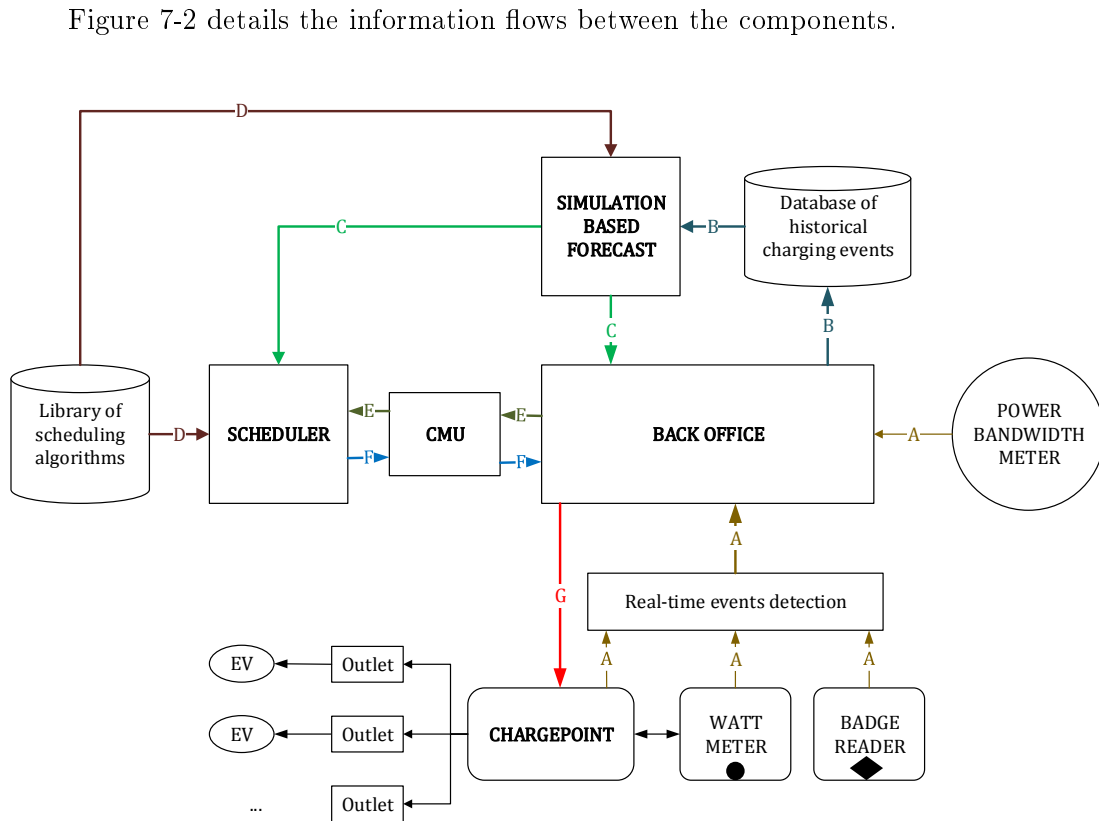 Figure 7-2 details the information flows between the components.
D
SIMULATION
BASED
FORECAST
Database of
historical
charging events
C
B
C
B
Library of
scheduling
algorithms
D
SCHEDULER
E
F
CMU
E
F
BACK OFFICE
A
POWER
BANDWIDTH
METER
A
G
Real-time events detection
A
A
A
EV
Outlet
EV
Outlet
CHARGEPOINT
WATT
METER
BADGE
READER
...
Outlet